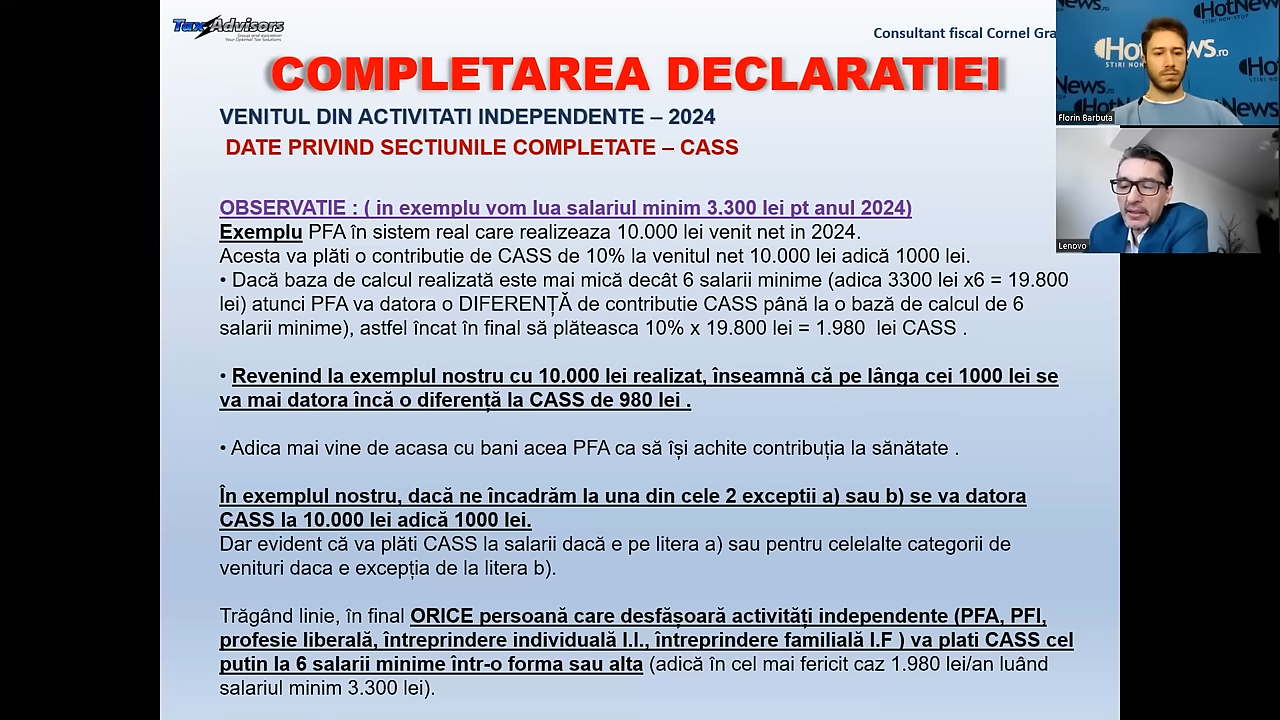 Tax Advisors
Consultant fiscal Cornel Gra
COMPLETAREA DECLARATIEI
VENITUL DIN ACTIVITATI INDEPENDENTE – 2024
DATE PRIVIND SECTIUNILE COMPLETATE – CASS
OBSERVATIE : ( in exemplu vom lua salariul minim 3.300 lei pt anul 2024)
Exemplu PFA în sistem real care realizeaza 10.000 lei venit net in 2024.
Acesta va plăti o contributie de CASS de 10% la venitul net 10.000 lei adică 1000 lei.
• Dacă baza de calcul realizată este mai mică decât 6 salarii minime (adica 3300 lei x6 = 19.800
lei) atunci PFA va datora o DIFERENȚĂ de contributie CASS până la o bază de calcul de 6
salarii minime), astfel încat în final să plăteasca 10% x 19.800 lei = 1.980 lei CASS .
• Revenind la exemplul nostru cu 10.000 lei realizat, înseamnă că pe lânga cei 1000 lei se
va mai datora încă o diferență la CASS de 980 lei .
• Adica mai vine de acasa cu bani acea PFA ca să își achite contribuția la sănătate .
În exemplul nostru, dacă ne încadrăm la una din cele 2 exceptii a) sau b) se va datora
CASS la 10.000 lei adică 1000 lei.
Dar evident că va plăti CASS la salarii dacă e pe litera a) sau pentru celelalte categorii de
venituri daca e excepția de la litera b).
Trăgând linie, în final ORICE persoană care desfășoară activități independente (PFA, PFI,
profesie liberală, întreprindere individuală I.I., întreprindere familială I.F ) va plati CASS cel
putin la 6 salarii minime într-o forma sau alta (adică în cel mai fericit caz 1.980 lei/an luând
salariul minim 3.300 lei).
HotNews.ro
STIRI NON-STOP
Florin Barbuta
Lenovo